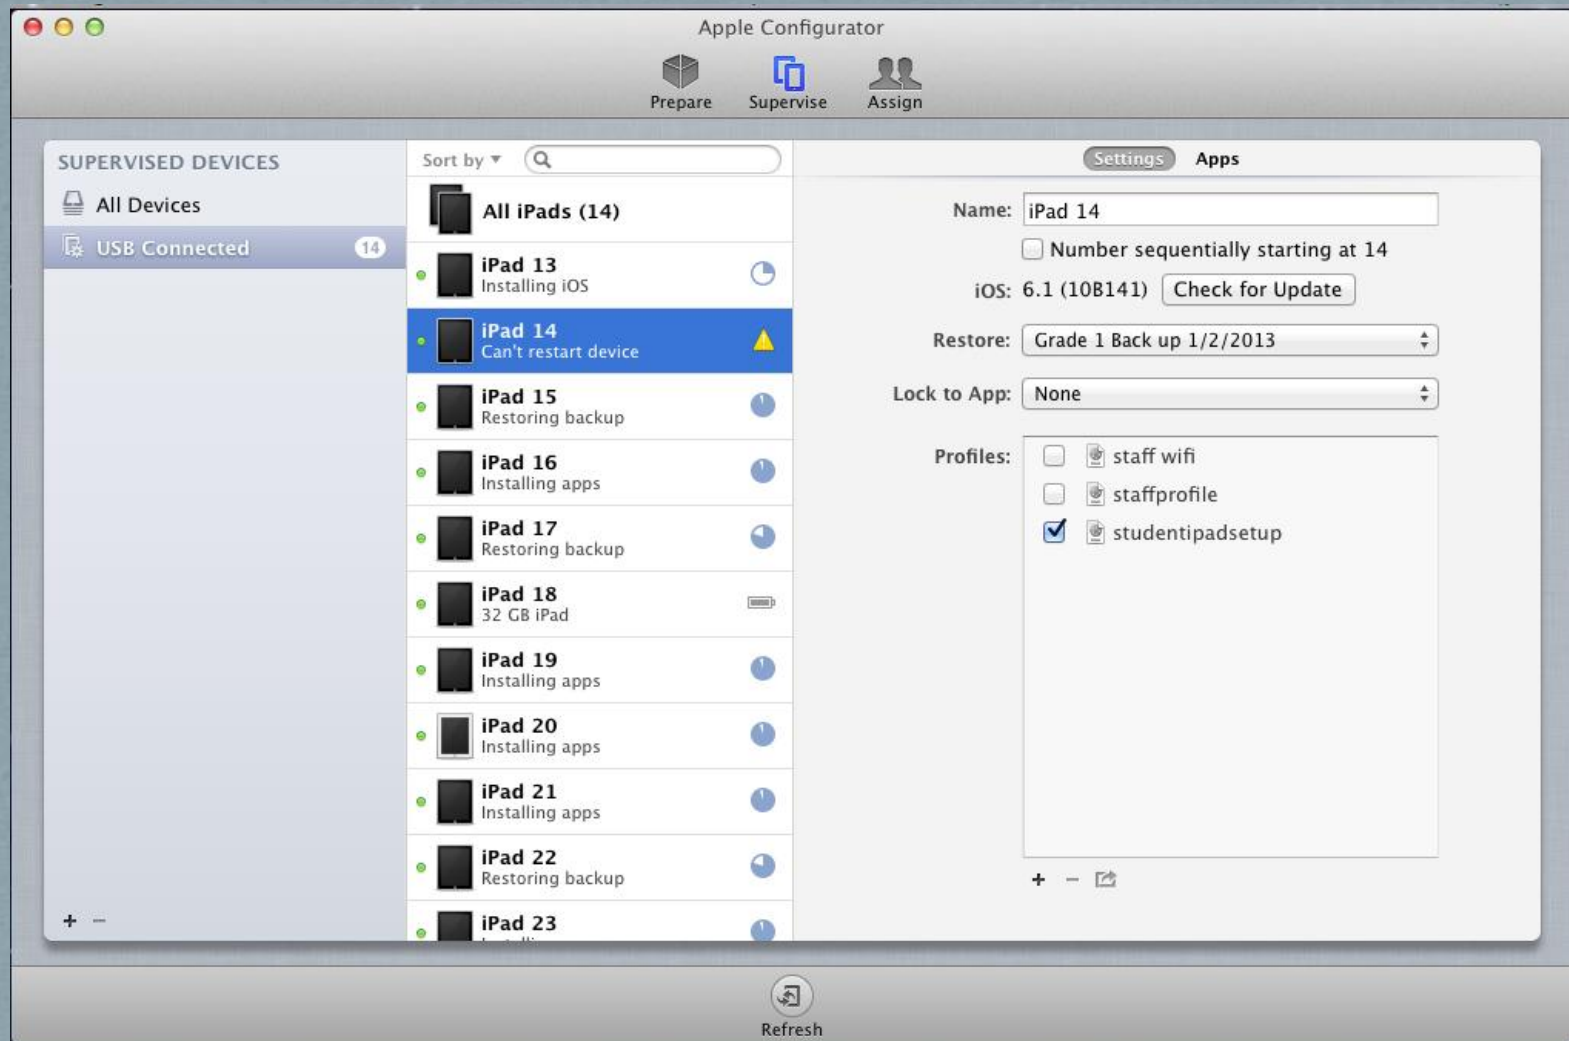 Apple Configurator
Prepare
Supervise
Assign
SUPERVISED DEVICES
All Devices
USB Connected 14
Sort by
All iPads (14)
iPad 13
Installing iOS
iPad 14
Can't restart device
iPad 15
Restoring backup
iPad 16
Installing apps
iPad 17
Restoring backup
iPad 18
32 GB iPad
iPad 19
Installing apps
iPad 20
Installing apps
iPad 21
Installing apps
iPad 22
Restoring backup
iPad 23
Settings Apps
Name: iPad 14
Number sequentially starting at 14
iOS: 6.1 (10B141) Check for Update
Restore: Grade 1 Back up 1/2/2013
Lock to App: None
Profiles: staff wifi
staffprofile
studentipadsetup
Refresh